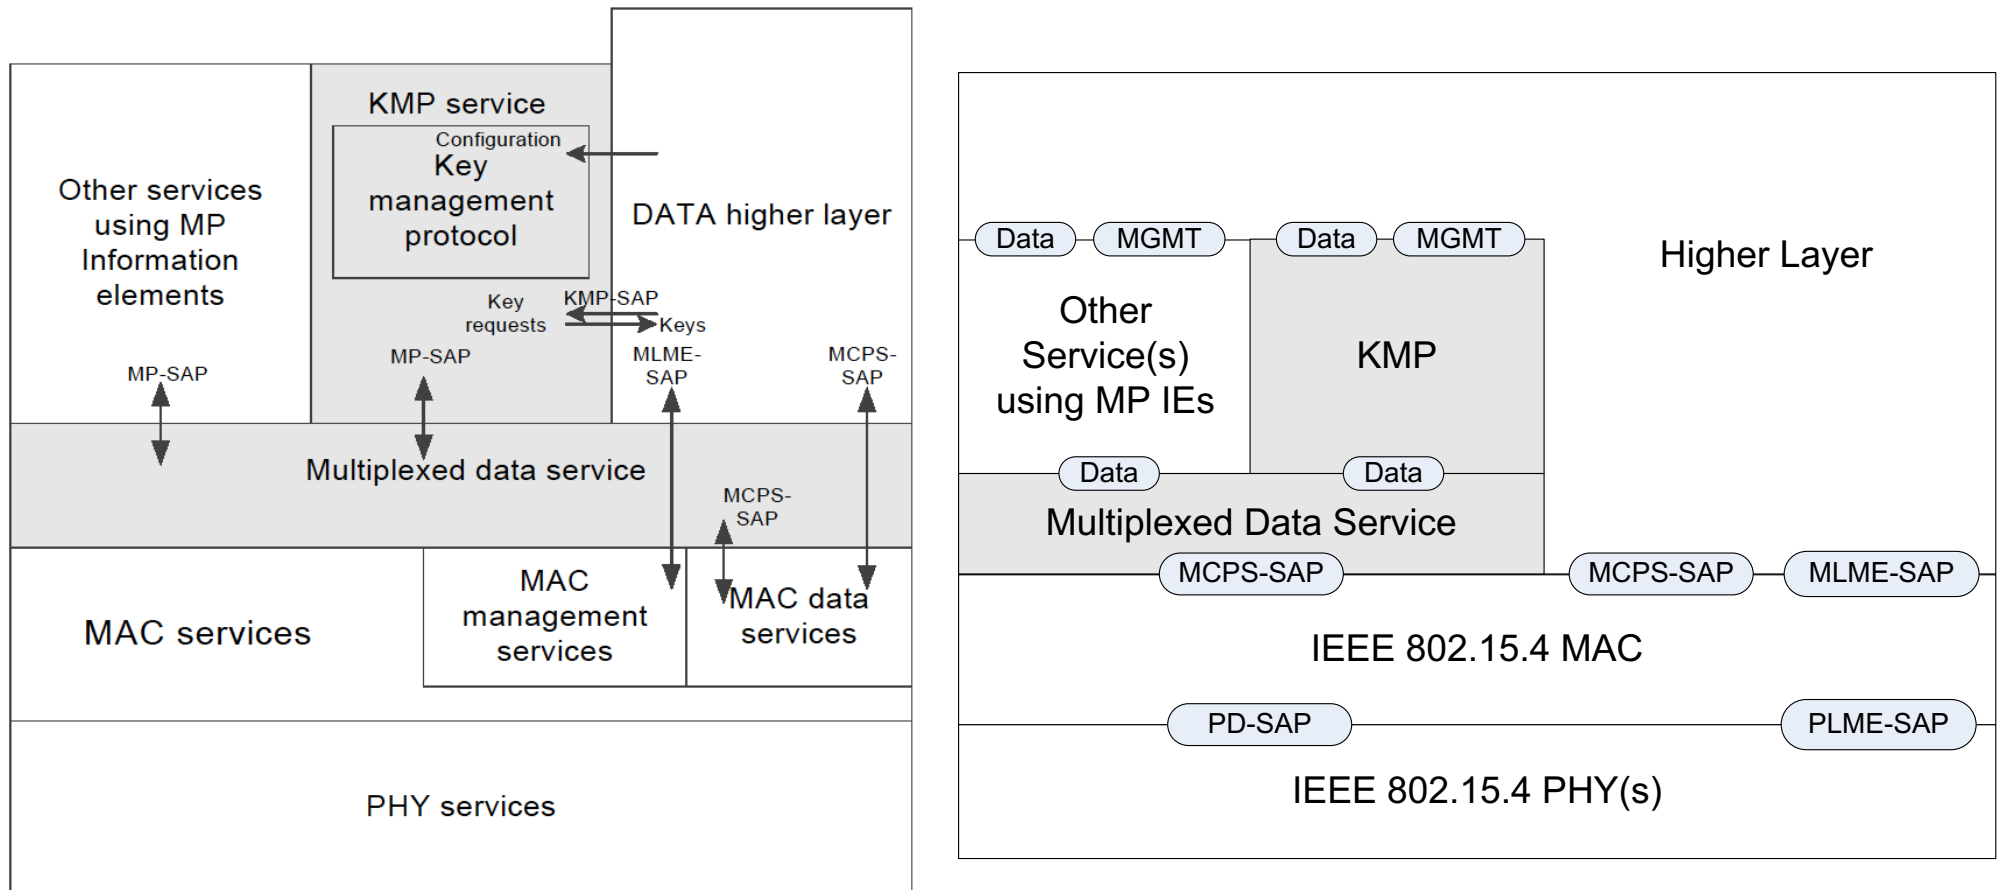 KMP service
Configuration
Key
management
protocol
Other services
using MP
Information
elements
DATA higher layer
Key
requests
KMP-SAP
Keys
MP-SAP
MP-SAP
MLME-
SAP
MCPS-
SAP
Multiplexed data service
MCPS-
SAP
MAC services
MAC
management
services
MAC data
services
PHY services
Data
MGMT
Data
MGMT
Higher Layer
Other
Service(s)
using MP IEs
KMP
Data
Data
Multiplexed Data Service
MCPS-SAP
MCPS-SAP
MLME-SAP
IEEE 802.15.4 MAC
PD-SAP
PLME-SAP
IEEE 802.15.4 PHY(s)